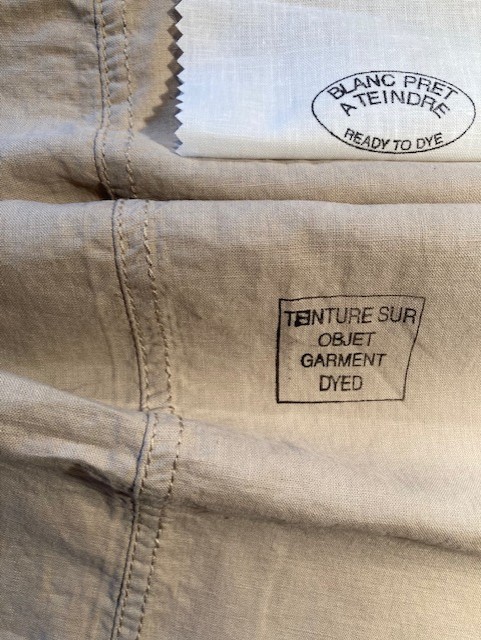 BLANC PRET
A TEINDRE
READY TO DYE
TEINTURE SUR
OBJET
GARMENT
DYED